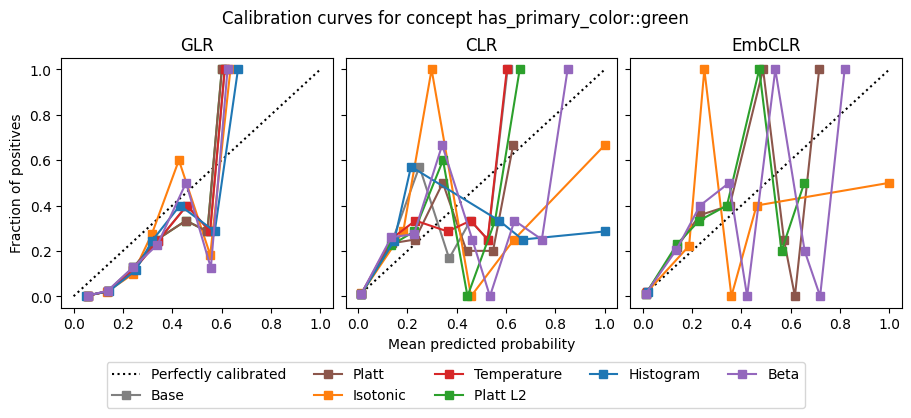 Calibration curves for concept has_primary_color::green
GLR
CLR
EmbCLR
Fraction of positives
1.0
0.8
0.6
0.4
0.2
0.0
0.0 0.2 0.4 0.6 0.8 1.0
0.0 0.2 0.4 0.6 0.8 1.0
0.0 0.2 0.4 0.6 0.8 1.0
Mean predicted probability
Perfectly calibrated
Base
Platt
Isotonic
Temperature
Platt L2
Histogram
Beta